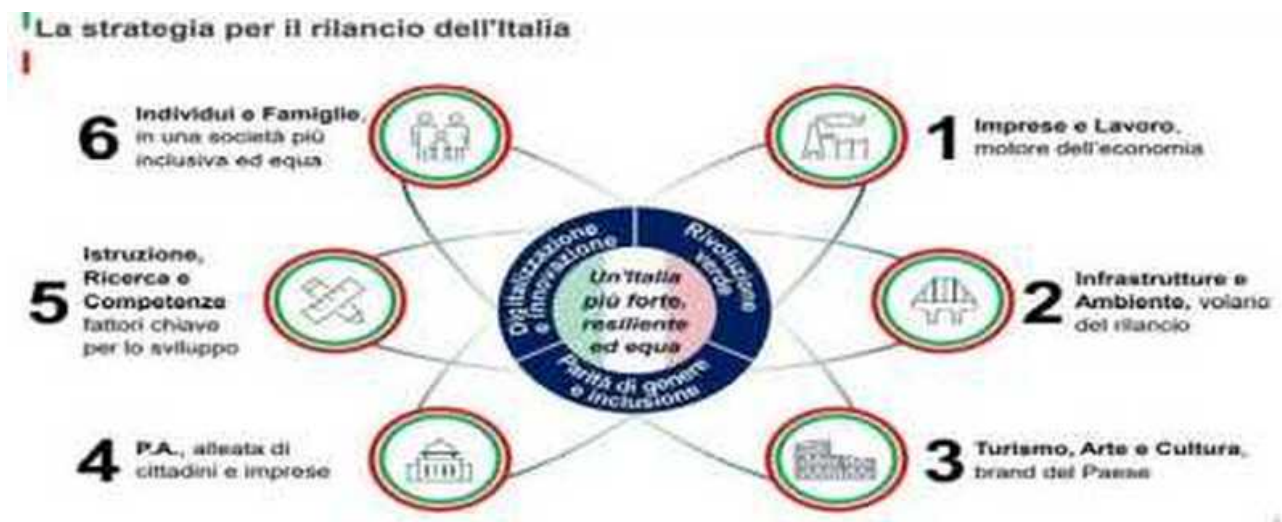 La strategia per il rilancio dell'Italia
6
Individui e Famiglie,
in una società più
inclusiva ed equa
1
Imprese e Lavoro,
motore dell'economia
5
Istruzione,
Ricerca e
Competenze
fattori chiave
per lo sviluppo
Digitalizzazione
e innovazione
Rivoluzione
verde
Un'Italia
più forte,
resiliente
ed equa
Parità di genere
e inclusione
2
Infrastrutture e
Ambiente, volano
del rilancio
4
P.A., alleata di
cittadini e imprese
3
Turismo, Arte e Cultura,
brand del Paese